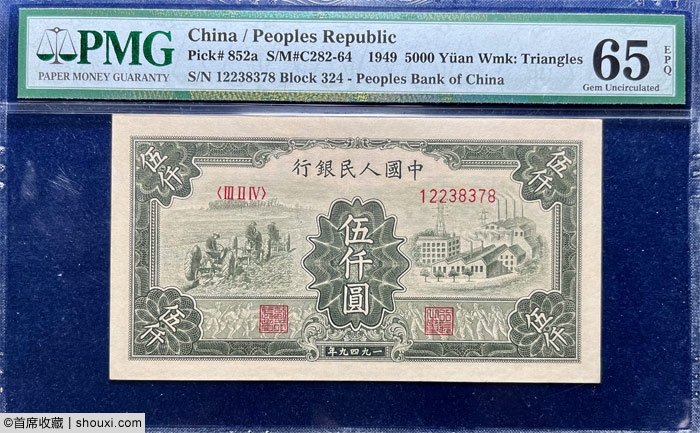 PMG
PAPER MONEY GUARANTY
China / Peoples Republic
Pick# 852a S/M#C282-64 1949 5000 Yüan Wmk: Triangles
S/N 12238378 Block 324 - Peoples Bank of China
65 EPQ
Gem Uncirculated
伍仟
伍仟
行銀民人國中
〈III II IV〉
12238378
伍仟圓
伍仟
伍仟
年九四九一
©首席收藏 | shouxi.com